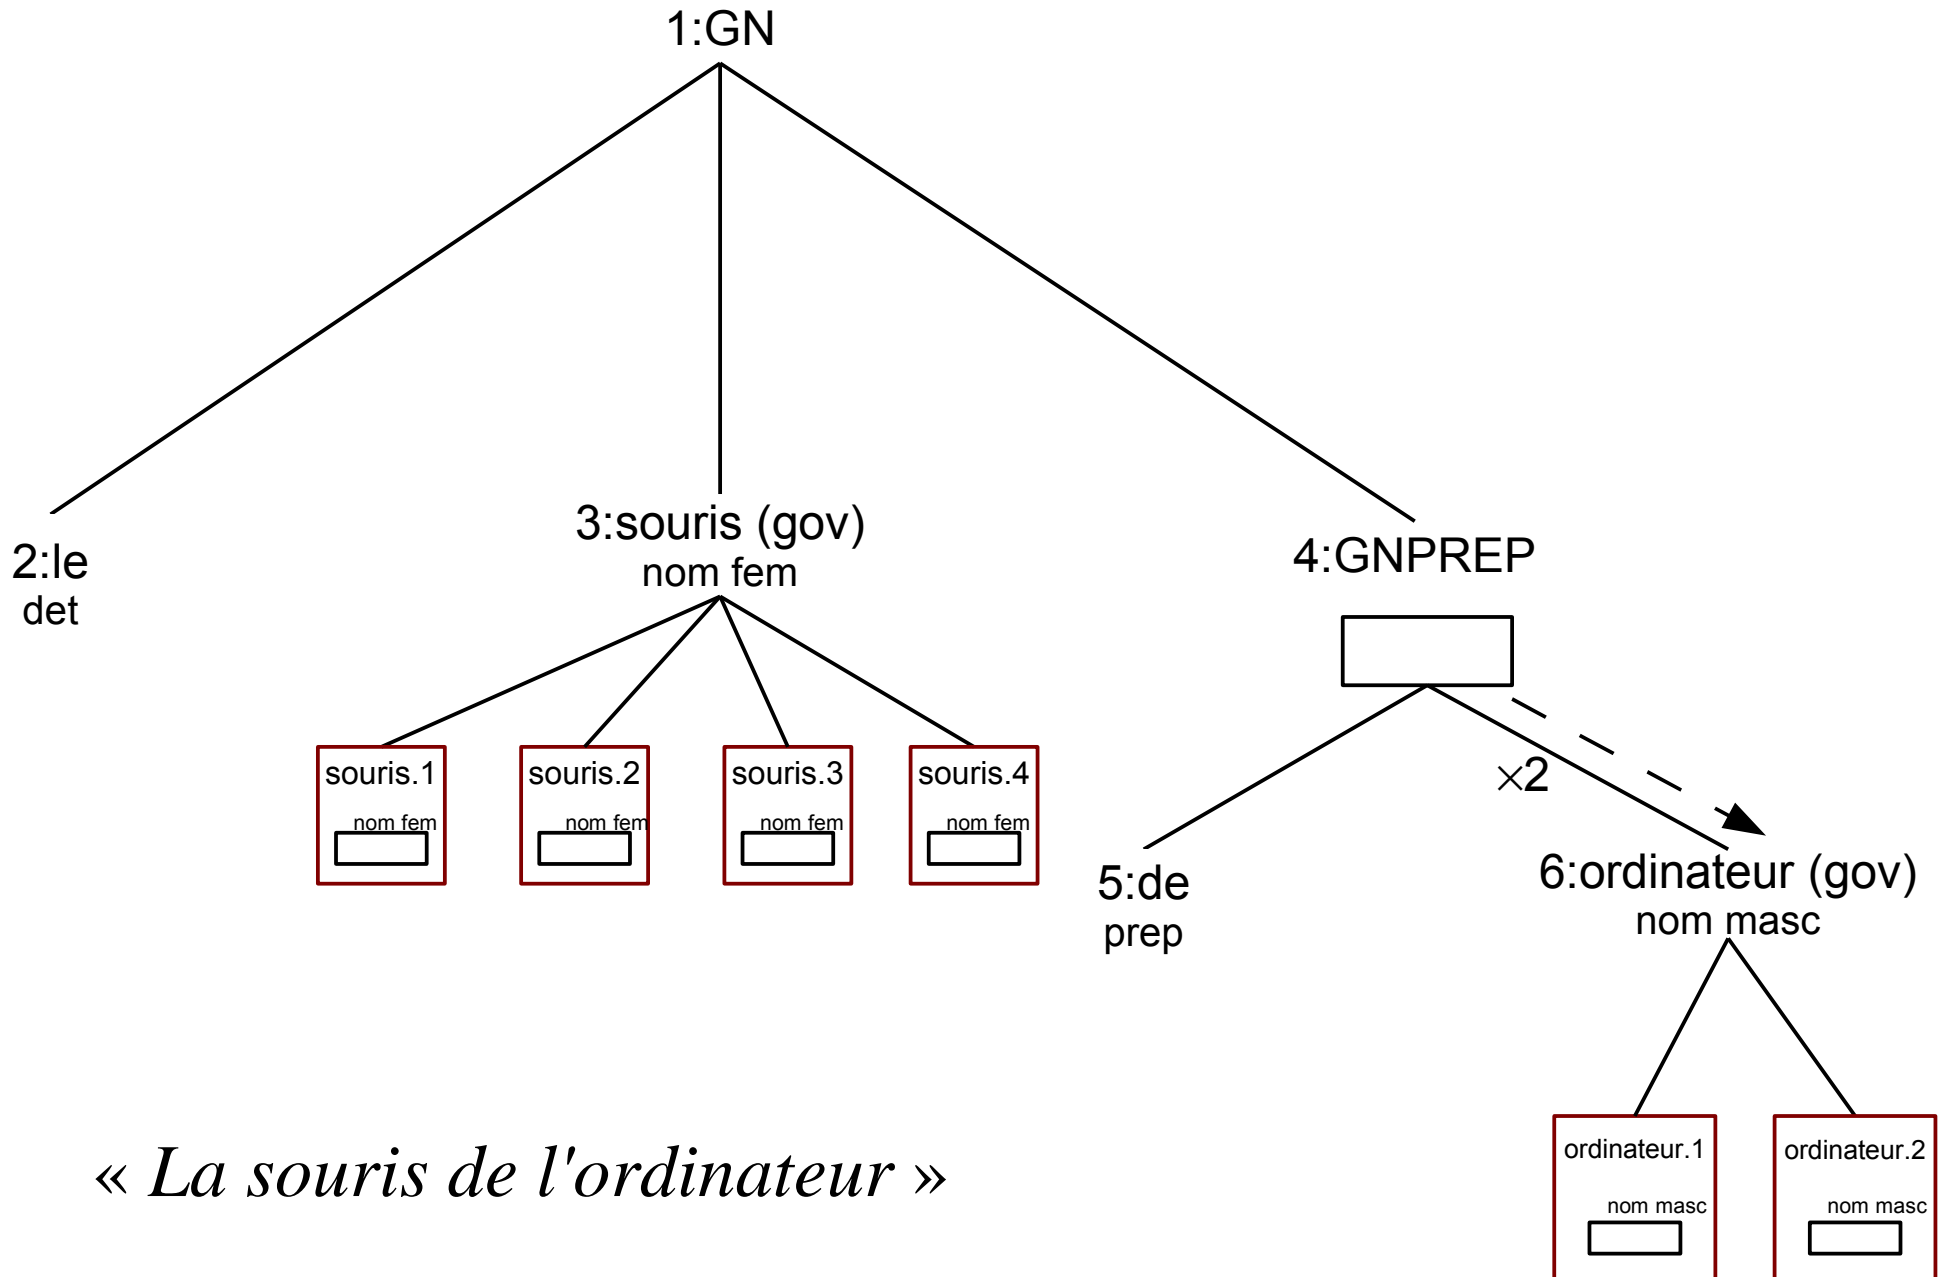 1:GN
2:le
det
3:souris (gov)
nom fem
4:GNPREP
souris.1
nom fem
souris.2
nom fem
souris.3
nom fem
souris.4
nom fem
×2
5:de
prep
6:ordinateur (gov)
nom masc
ordinateur.1
nom masc
ordinateur.2
nom masc
« La souris de l'ordinateur »